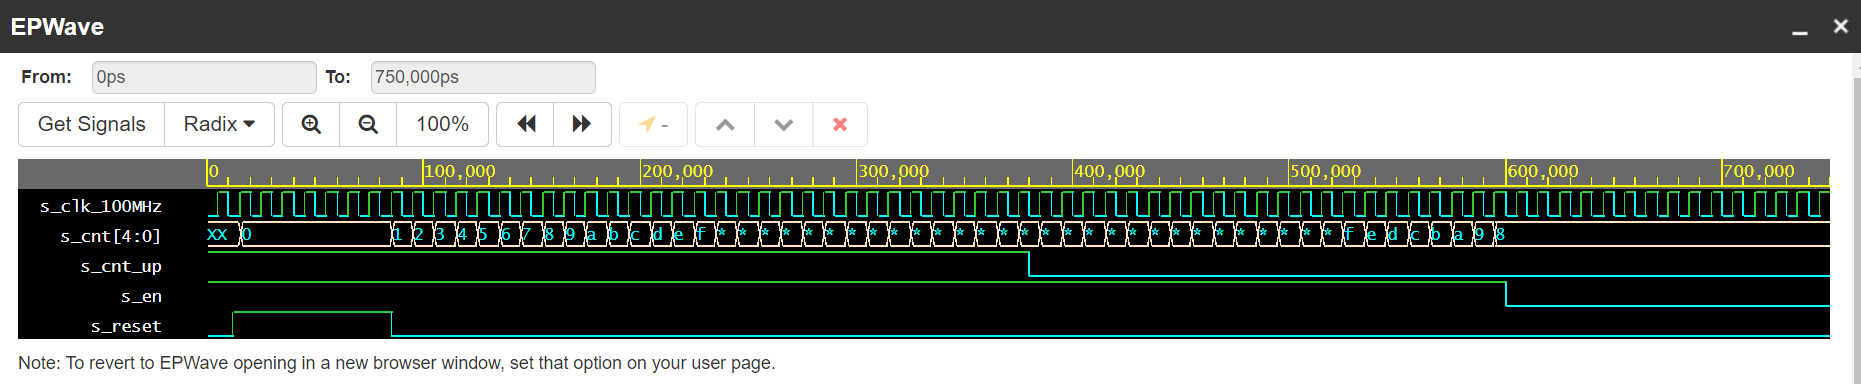 EPWave
From: 0ps To: 750,000ps
Get Signals Radix 100% -
0 100,000 200,000 300,000 400,000 500,000 600,000 700,000
s_clk_100MHz
s_cnt[4:0] XX 0 1 2 3 4 5 6 7 8 9 a b c d e f * * * * * * * * * * * * * * * * * * * * * * * * * * * * * f e d c b a 9 8
s_cnt_up
s_en
s_reset
Note: To revert to EPWave opening in a new browser window, set that option on your user page.